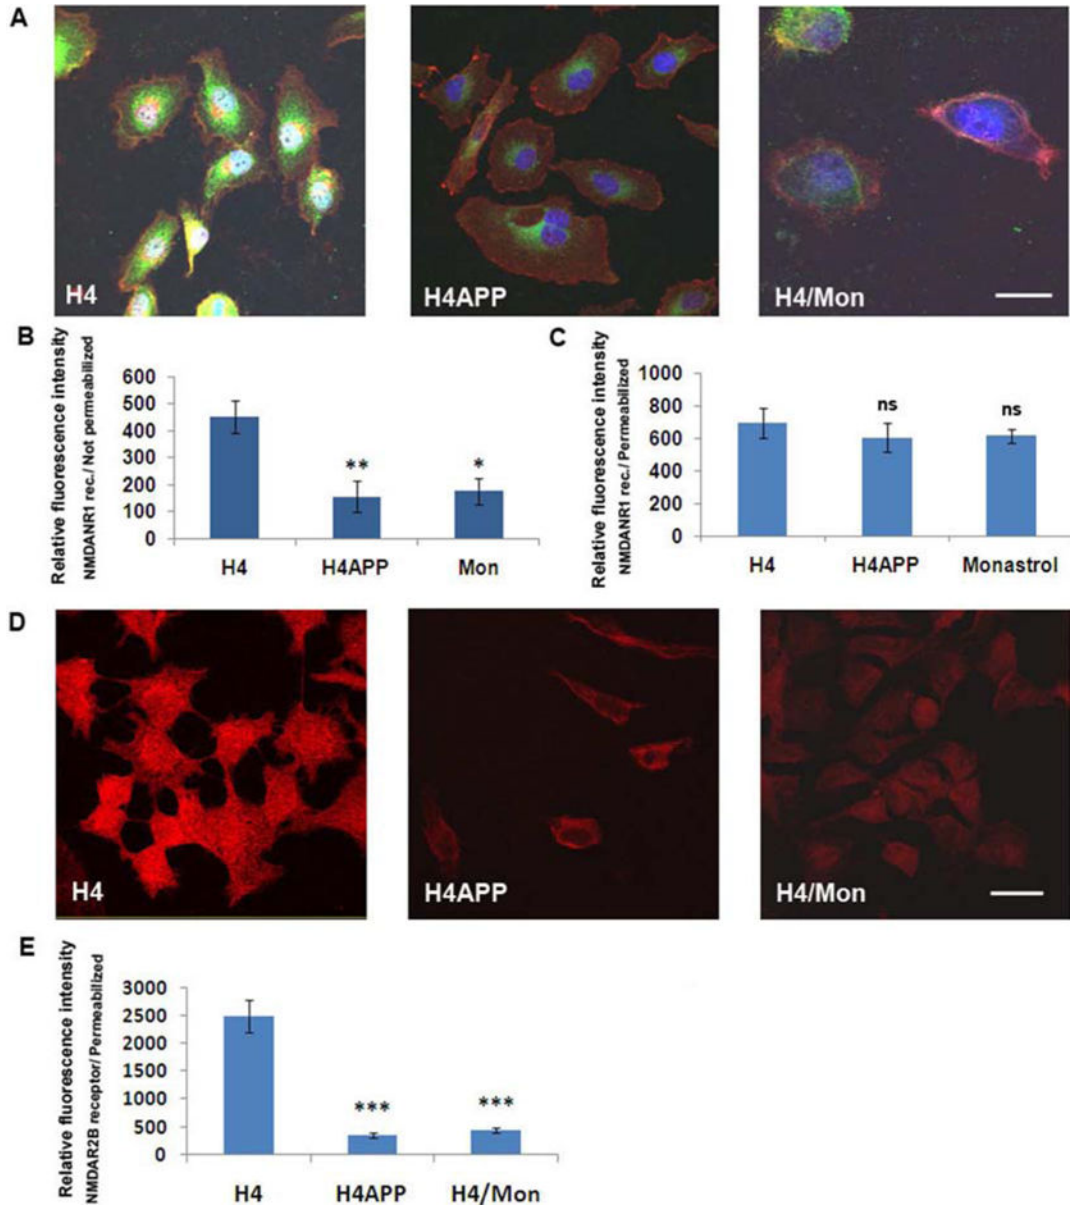 A
H4
H4APP
H4/Mon
B
Relative fluorescence intensity
NMDANR1 rec./ Not permeabilized
600
500
400
300
200
100
0
**
*
H4
H4APP
Mon
C
Relative fluorescence intensity
NMDANR1 rec./ Permeabilized
1000
800
600
400
200
0
ns
ns
H4
H4APP
Monastrol
D
H4
H4APP
H4/Mon
E
Relative fluorescence intensity
NMDAR2B receptor/ Permeabilized
3000
2500
2000
1500
1000
500
0
***
***
H4
H4APP
H4/Mon